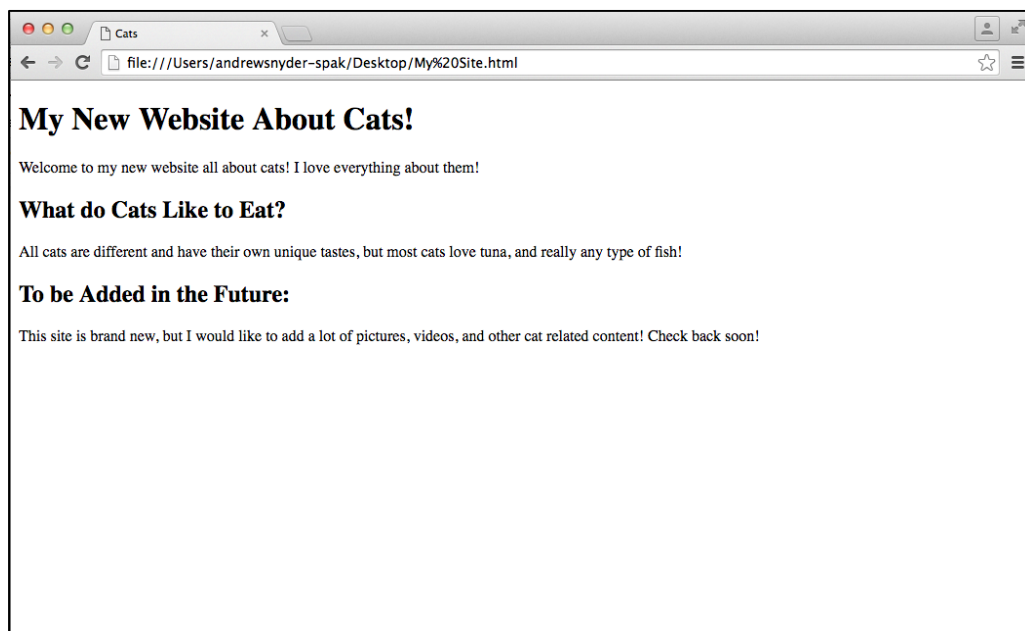 Cats
file:///Users/andrewsnyder-spak/Desktop/My%20Site.html
My New Website About Cats!
Welcome to my new website all about cats! I love everything about them!
What do Cats Like to Eat?
All cats are different and have their own unique tastes, but most cats love tuna, and really any type of fish!
To be Added in the Future:
This site is brand new, but I would like to add a lot of pictures, videos, and other cat related content! Check back soon!